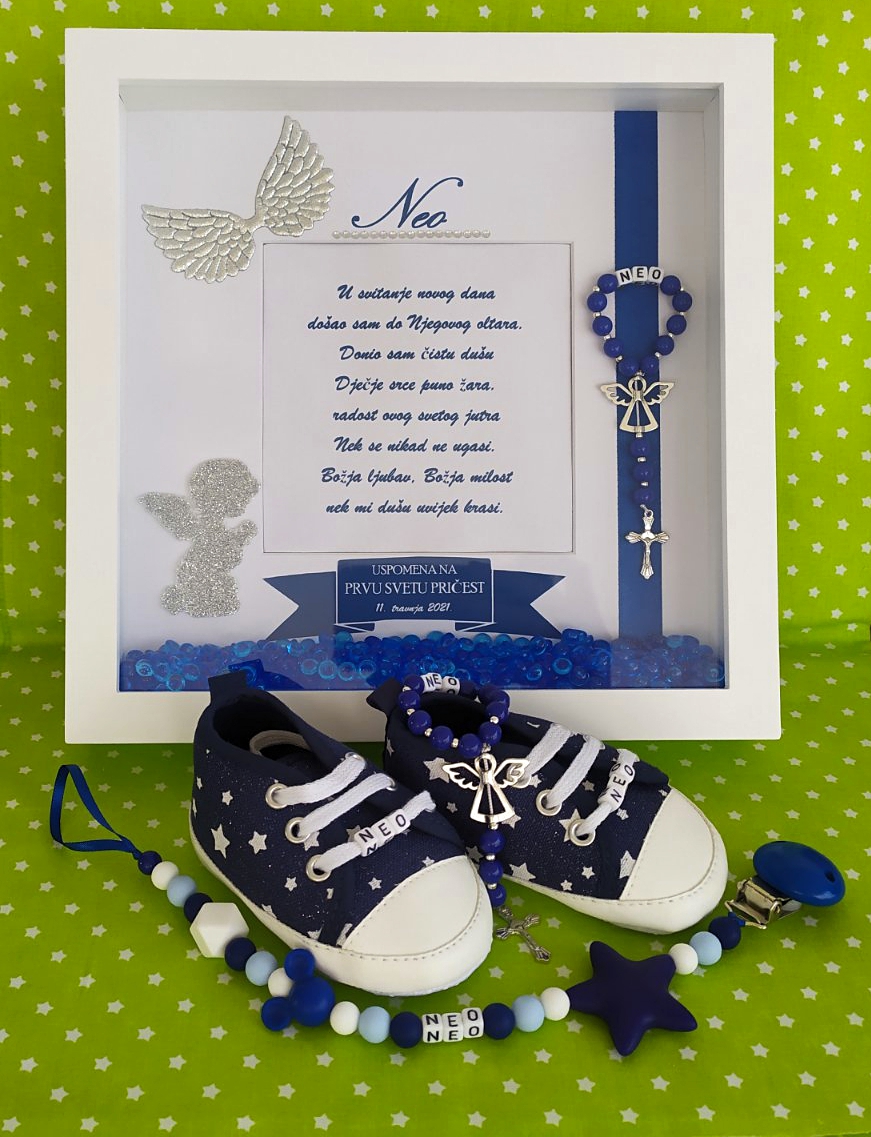 Neo
U svitanje novog dana
došao sam do Njegovog oltara.
Donio sam čistu dušu
Dječje srce puno žara.
radost ovog svetog jutra
Nek se nikad ne ugasi.
Božja ljubav, Božja milost
nek mi dušu uvijek krasi.
NEO
USPOMENA NA
PRVU SVETU PRIČEST
11. travnja 2021.
NEO
NEO
NEO
NEO
NEO